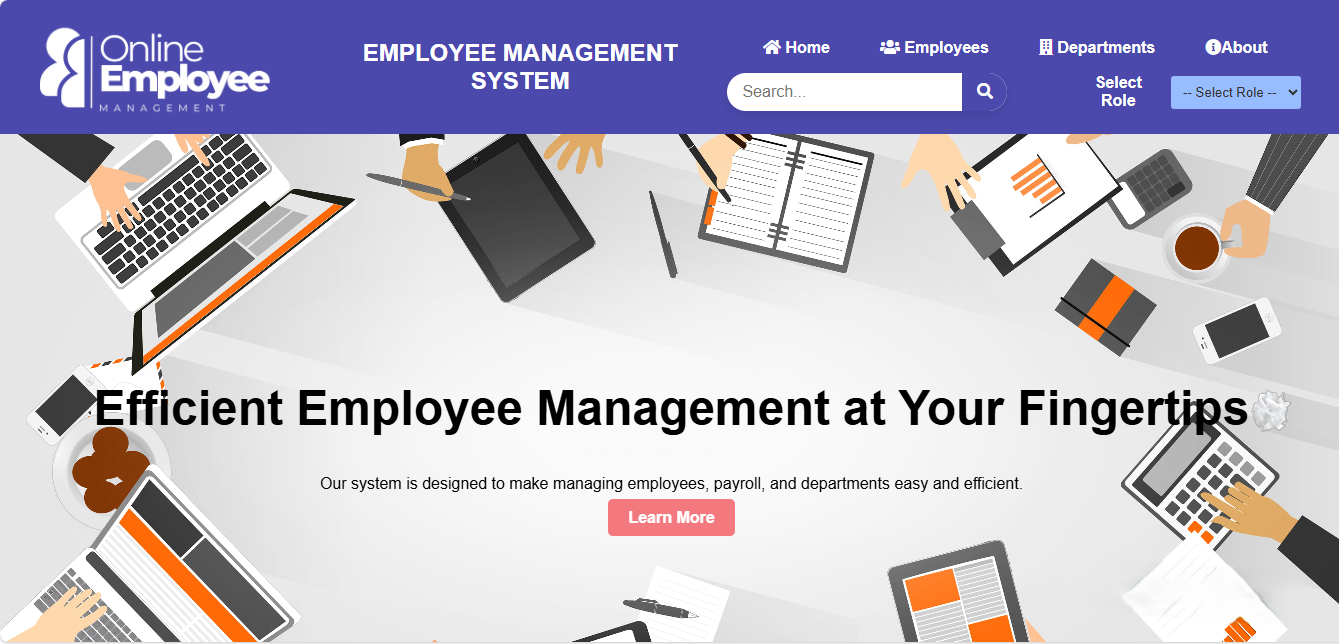 Online
Employee
MANAGEMENT
EMPLOYEE MANAGEMENT
SYSTEM
Home
Employees
Departments
About
Search...
Select
Role
-- Select Role --
Efficient Employee Management at Your Fingertips
Our system is designed to make managing employees, payroll, and departments easy and efficient.
Learn More